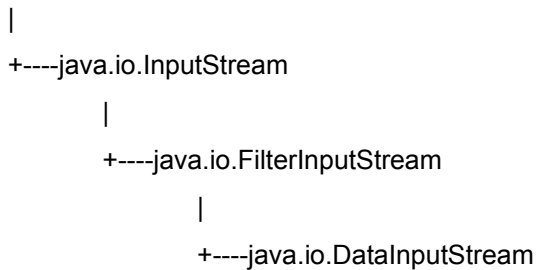 |
+----java.io.InputStream
|
+----java.io.FilterInputStream
|
+----java.io.DataInputStream